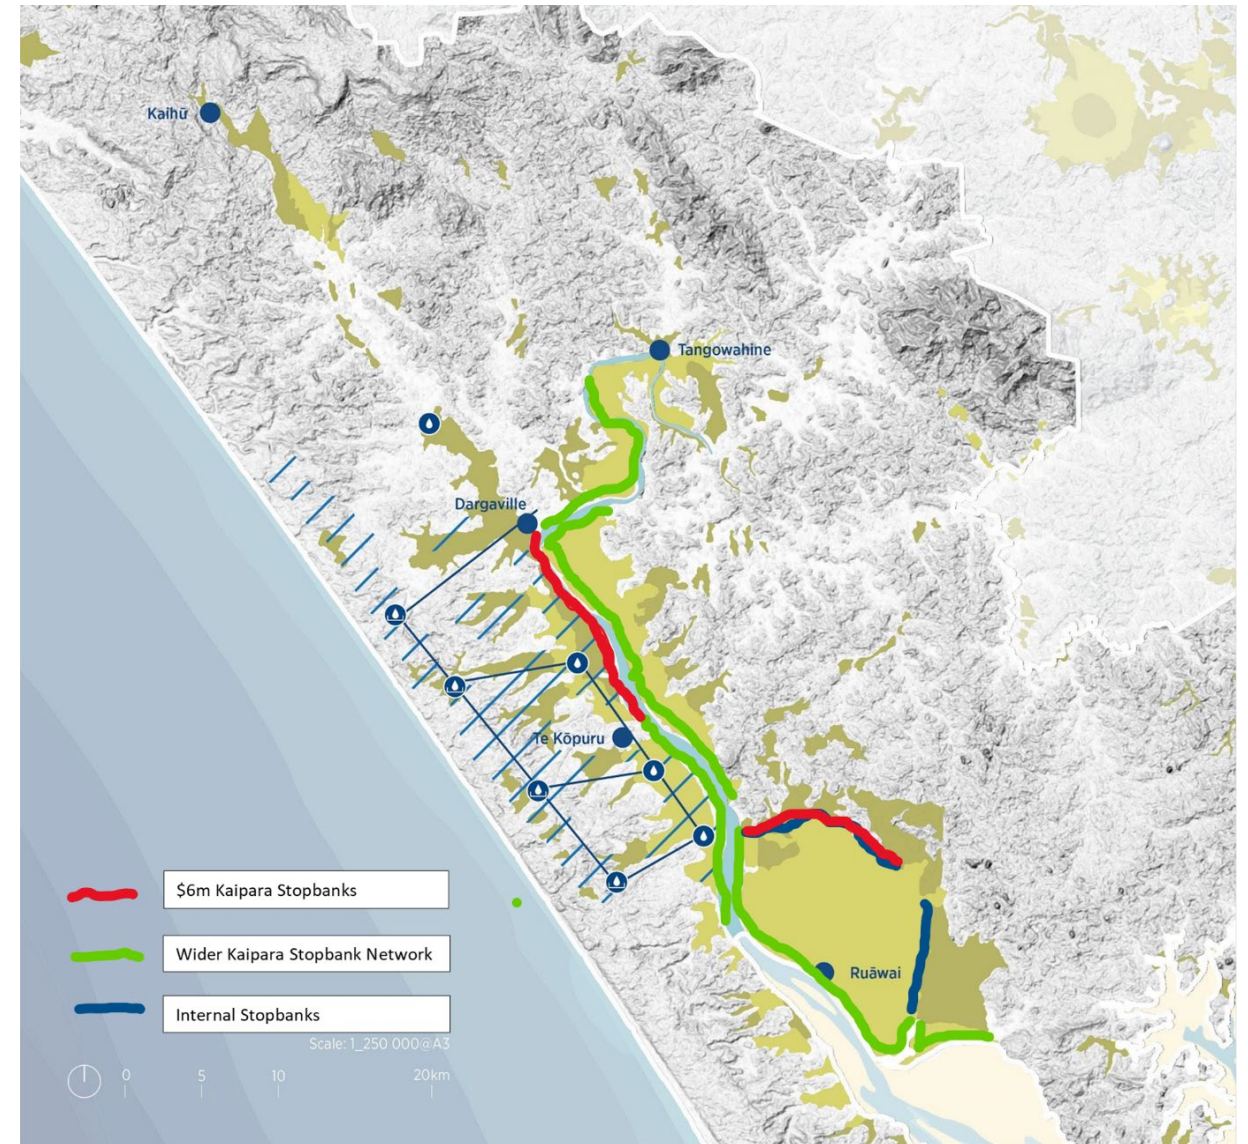 Kaihū
Tangowahine
Dargaville
Te Kōpuru
Ruāwai
$6m Kaipara Stopbanks
Wider Kaipara Stopbank Network
Internal Stopbanks
Scale: 1_250 000@A3
0 5 10 20km